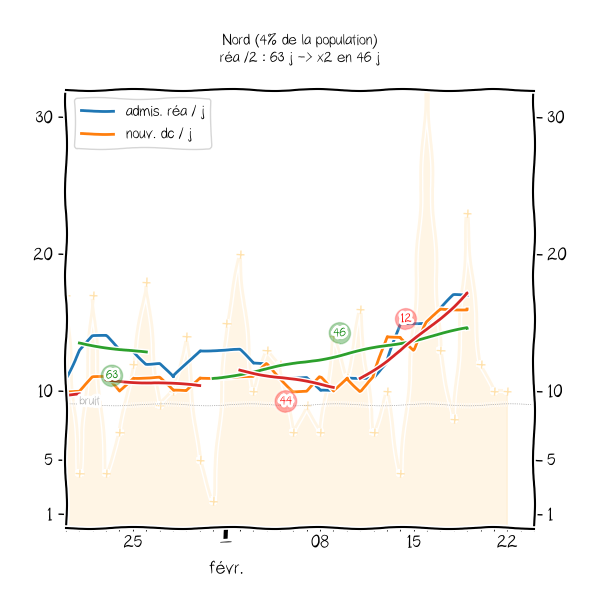 Nord (4% de la population)
réa /2 : 63 j -> x2 en 46 j
admis. réa / j
nouv. dc / j
30 30
20 20
12
46
63
10 10
bruit
44
5 5
1 1
25 1 08 15 22
févr.